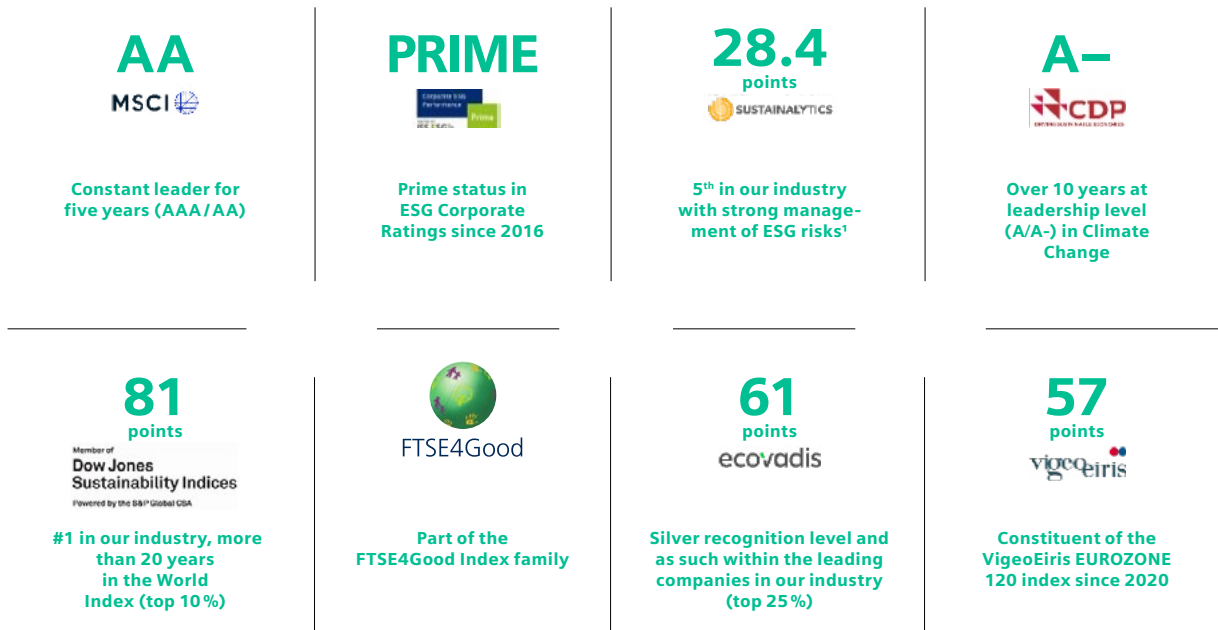 AA
MSCI
Constant leader for
five years (AAA/AA)
PRIME
Corporate ESG
Performance
Prime
Prime status in
ESG Corporate
Ratings since 2016
28.4
points
SUSTAINALYTICS
5th in our industry
with strong manage-
ment of ESG risks¹
A–
CDP
Over 10 years at
leadership level
(A/A-) in Climate
Change
81
points
Member of
Dow Jones
Sustainability Indices
Powered by the S&P Global CSA
#1 in our industry, more
than 20 years
in the World
Index (top 10%)
FTSE4Good
Part of the
FTSE4Good Index family
61
points
ecovadis
Silver recognition level and
as such within the leading
companies in our industry
(top 25%)
57
points
vigeoeiris
Constituent of the
VigeoEiris EUROZONE
120 index since 2020